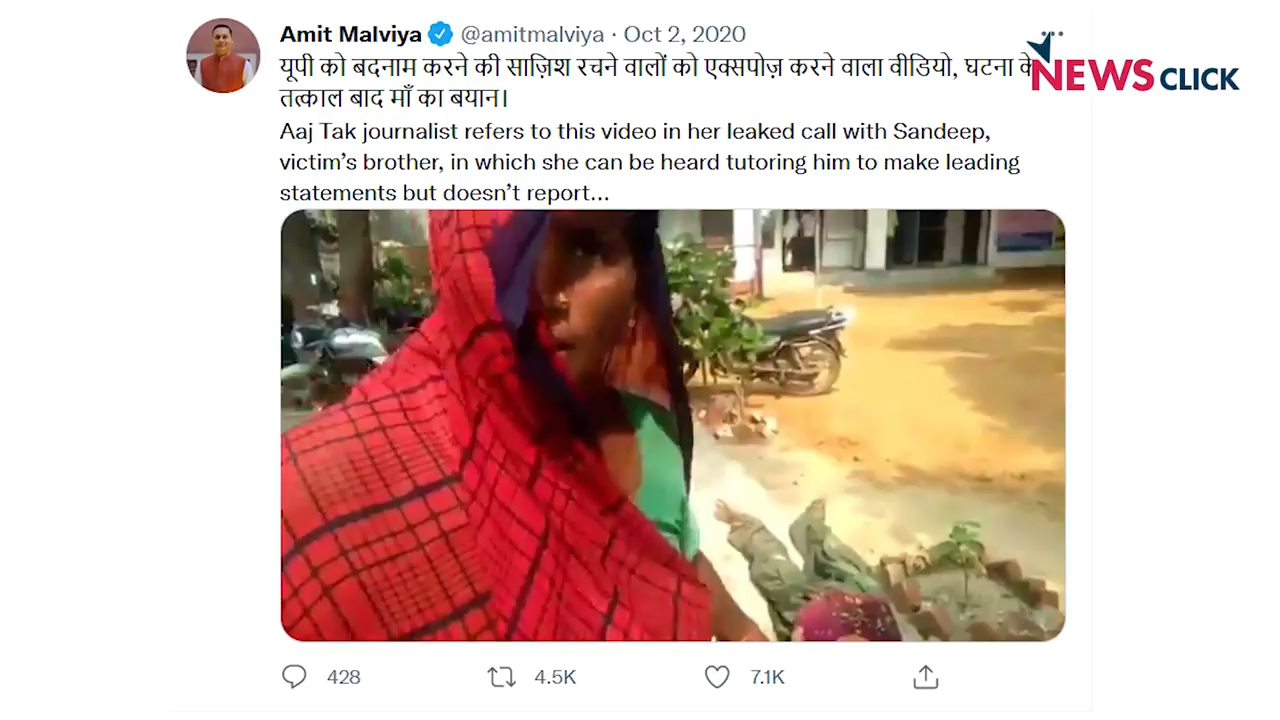 Amit Malviya @amitmalviya · Oct 2, 2020
यूपी को बदनाम करने की साज़िश रचने वालों को एक्सपोज़ करने वाला वीडियो, घटना के
तत्काल बाद माँ का बयान।
Aaj Tak journalist refers to this video in her leaked call with Sandeep,
victim’s brother, in which she can be heard tutoring him to make leading
statements but doesn’t report...
NEWS CLICK
428 4.5K 7.1K